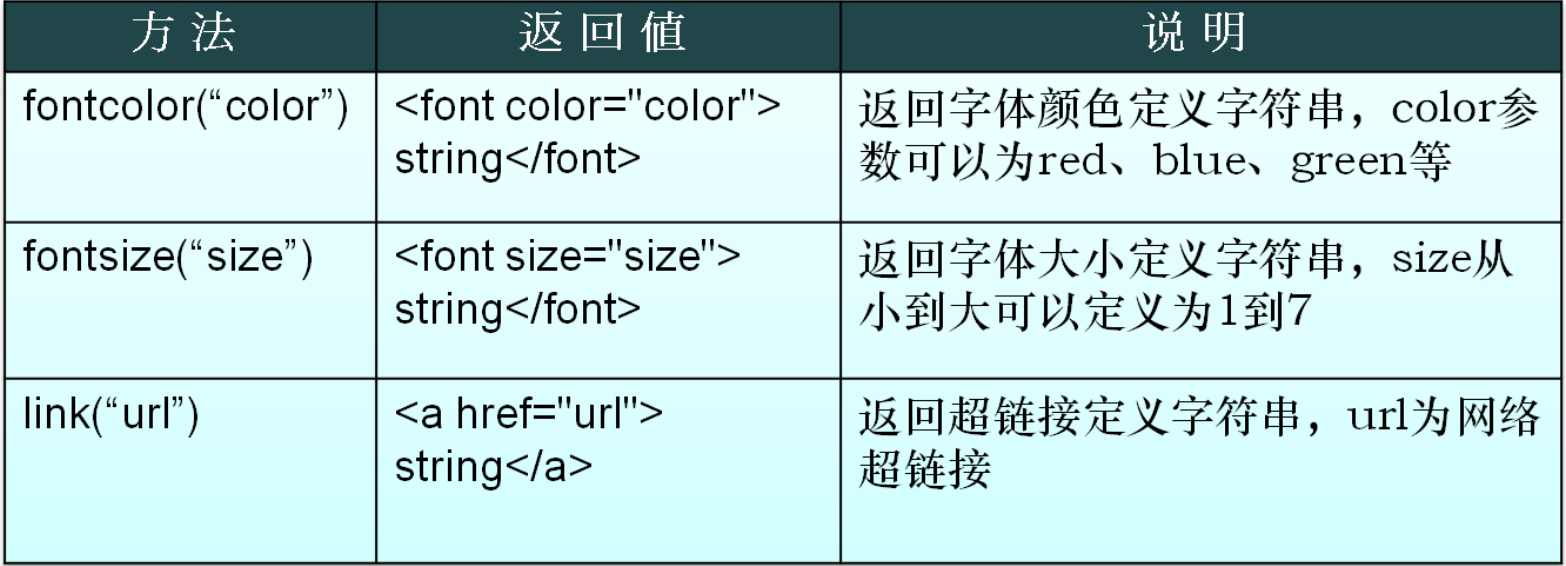 方 法
返 回 值
说 明
fontcolor(“color”)
<font color="color">
string</font>
返回字体颜色定义字符串，color参
数可以为red、blue、green等
fontsize(“size”)
<font size="size">
string</font>
返回字体大小定义字符串，size从
小到大可以定义为1到7
link(“url”)
<a href="url">
string</a>
返回超链接定义字符串，url为网络
超链接